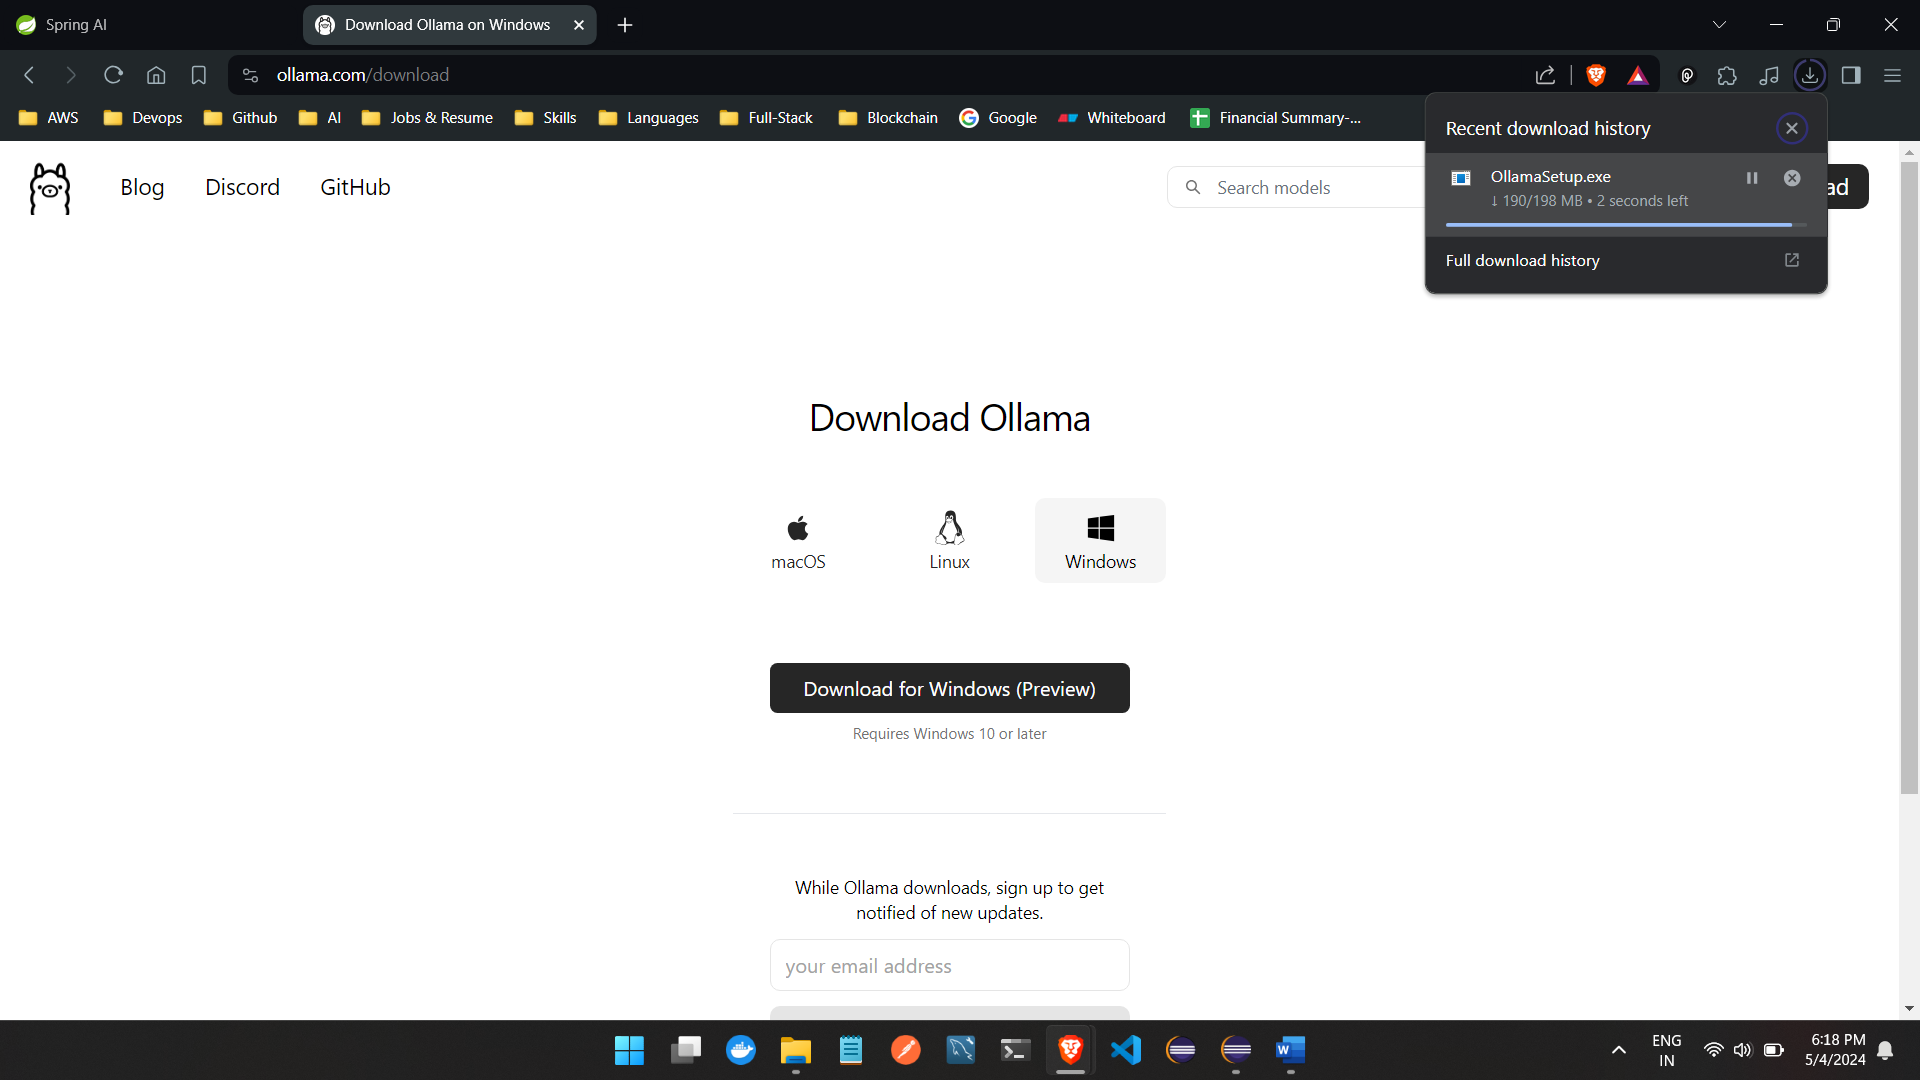 Spring AI
Download Ollama on Windows
ollama.com/download
AWS Devops Github AI Jobs & Resume Skills Languages Full-Stack Blockchain Google Whiteboard Financial Summary-...
Recent download history
OllamaSetup.exe
↓ 190/198 MB • 2 seconds left
Full download history
Blog Discord GitHub
Search models
ad
Download Ollama
macOS Linux Windows
Download for Windows (Preview)
Requires Windows 10 or later
While Ollama downloads, sign up to get
notified of new updates.
your email address
ENG
IN
6:18 PM
5/4/2024